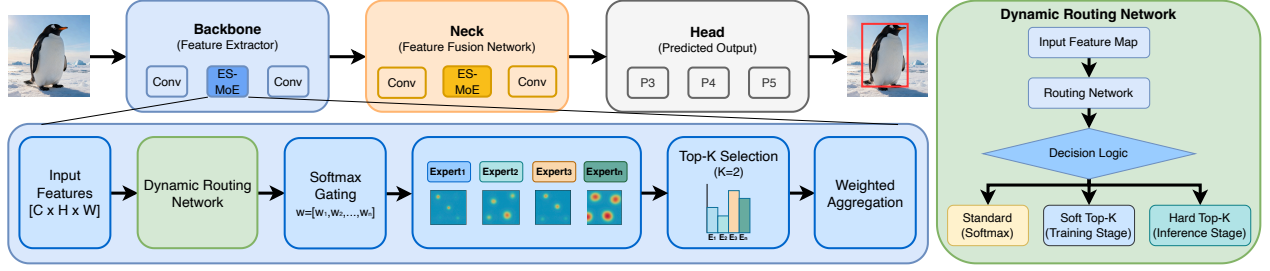 Backbone
(Feature Extractor)
Conv
ES-
MoE
Conv
Neck
(Feature Fusion Network)
Conv
ES-
MoE
Conv
Head
(Predicted Output)
P3
P4
P5
Input
Features
[C x H x W]
Dynamic Routing
Network
Softmax
Gating
w=[w₁,w₂,...,wₙ]
Expert₁
Expert₂
Expert₃
Expertₙ
Top-K Selection
(K=2)
E₁ E₂ E₃ Eₙ
Weighted
Aggregation
Dynamic Routing Network
Input Feature Map
Routing Network
Decision Logic
Standard
(Softmax)
Soft Top-K
(Training Stage)
Hard Top-K
(Inference Stage)